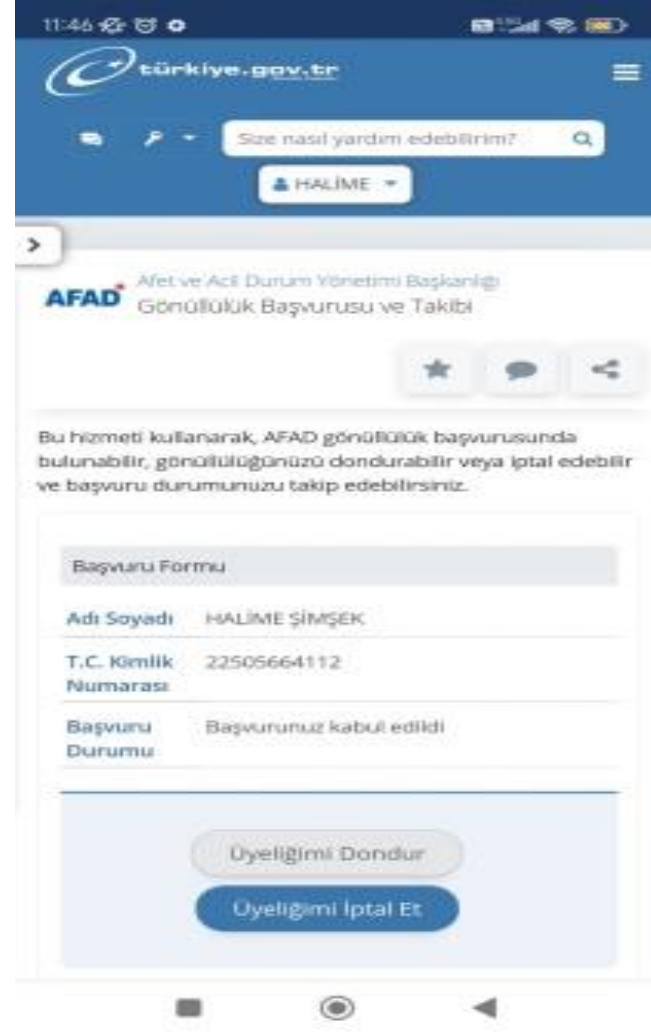 11:46
türkiye.gov.tr
Size nasıl yardım edebilirim?
HALİME
AFAD
Afet ve Acil Durum Yönetimi Başkanlığı
Gönüllülük Başvurusu ve Takibi
Bu hizmeti kullanarak, AFAD gönüllülük başvurusunda
bulunabilir, gönüllülüğünüzü dondurabilir veya iptal edebilir
ve başvuru durumunuzu takip edebilirsiniz.
Başvuru Formu
Adı Soyadı HALİME ŞİMŞEK
T.C. Kimlik 22505664112
Numarası
Başvuru Başvurunuz kabul edildi
Durumu
Üyeliğimi Dondur
Üyeliğimi İptal Et